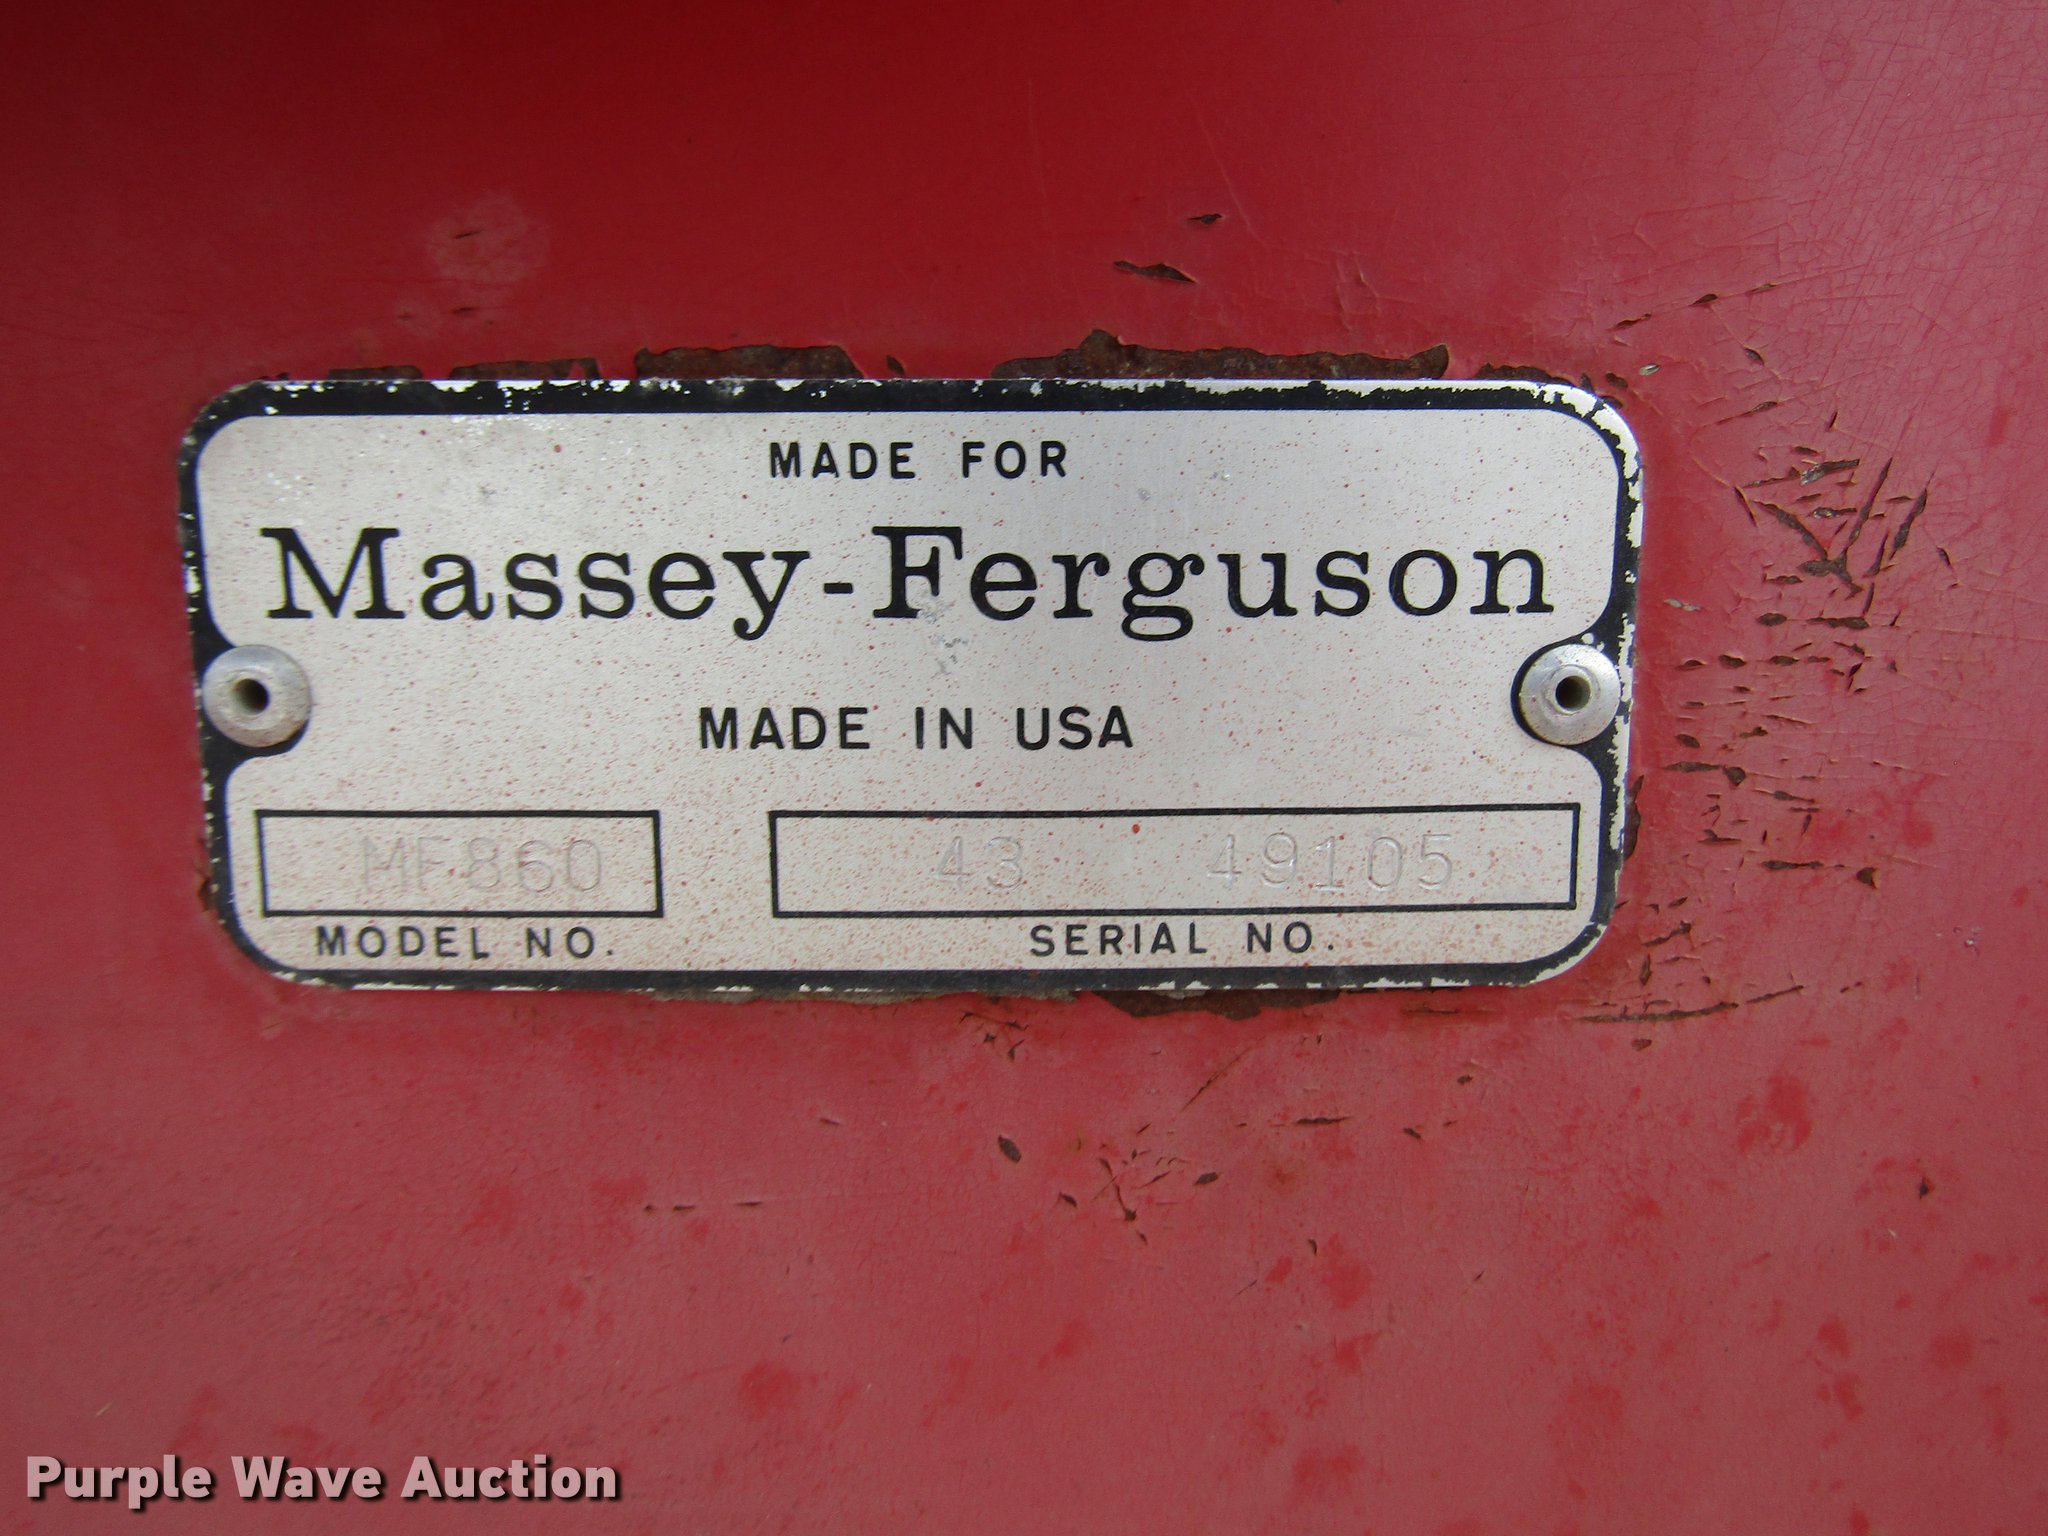 MADE FOR
Massey-Ferguson
MADE IN USA
MF860 43 49105
MODEL NO. SERIAL NO.
Purple Wave Auction